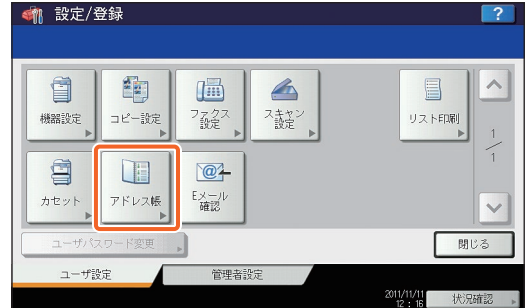 設定/登録
?
機器設定
コピー設定
ファクス
設定
スキャン
設定
リスト印刷
1
1
カセット
アドレス帳
@
Eメール
確認
ユーザパスワード変更
閉じる
ユーザ設定
管理者設定
2011/11/11
12:16
状況確認